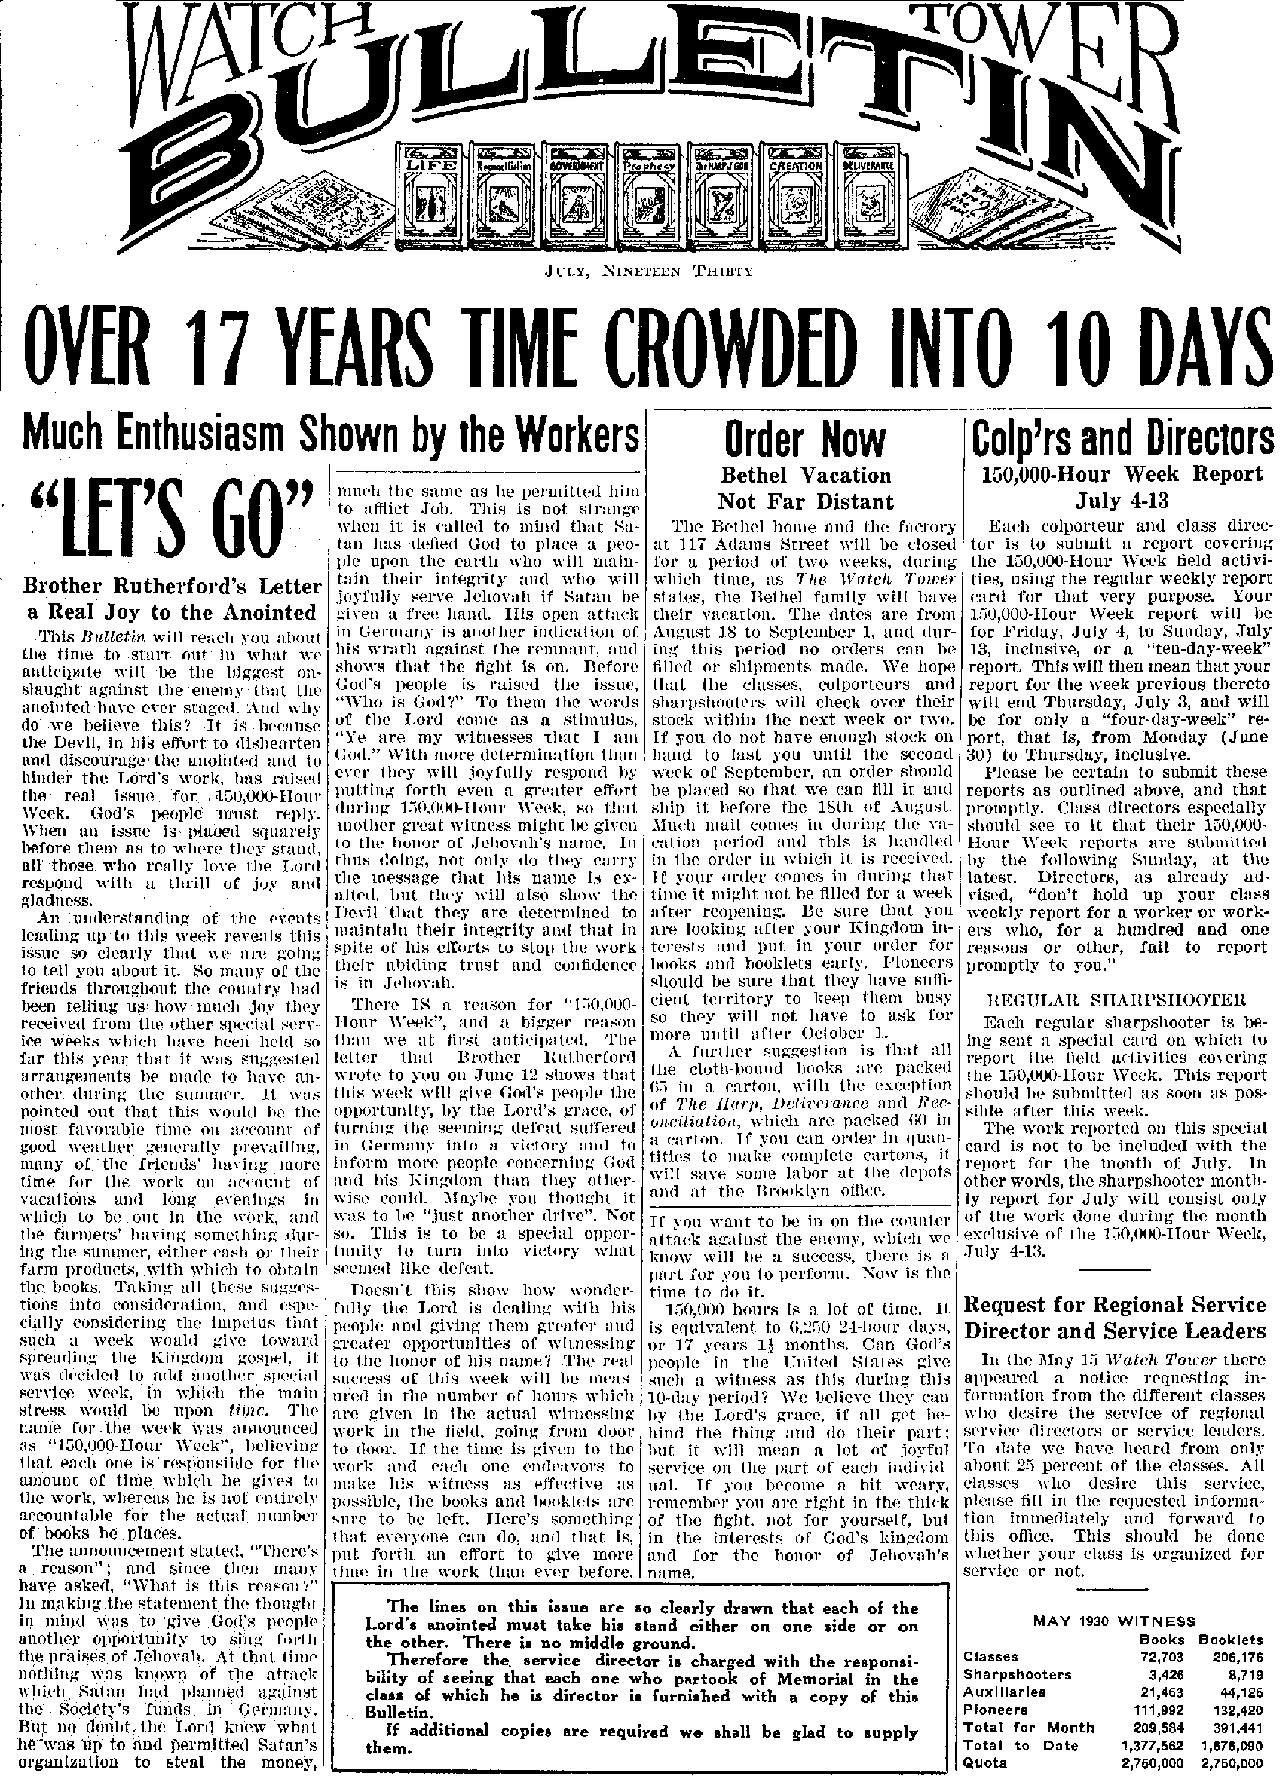 WATCH TOWER
BULLETIN
LIFE
Reconciliation
GOVERNMENT
Prophecy
The HARP of GOD
CREATION
DELIVERANCE
JULY, NINETEEN THIRTY
OVER 17 YEARS TIME CROWDED INTO 10 DAYS
Much Enthusiasm Shown by the Workers
"LET'S GO"
Brother Rutherford's Letter
a Real Joy to the Anointed
This Bulletin will reach you about
the time to start out in what we
anticipate will be the biggest on-
slaught against the enemy that the
anointed have ever staged. And why
do we believe this? It is because
the Devil, in his effort to dishearten
and discourage the anointed and to
hinder the Lord's work, has raised
the real issue for 150,000-Hour
Week. God's people must reply.
When an issue is placed squarely
before them as to where they stand,
all those who really love the Lord
respond with a thrill of joy and
gladness.
An understanding of the events
leading up to this week reveals this
issue so clearly that we are going
to tell you about it. So many of the
friends throughout the country had
been telling us how much joy they
received from the other special serv-
ice weeks which have been held so
far this year that it was suggested
arrangements be made to have an-
other during the summer. It was
pointed out that this would be the
most favorable time on account of
good weather generally prevailing,
many of the friends' having more
time for the work on account of
vacations and long evenings in
which to be out in the work, and
the farmers' having something dur-
ing the summer, either cash or their
farm products, with which to obtain
the books. Taking all these sugges-
tions into consideration, and espe-
cially considering the impetus that
such a week would give toward
spreading the Kingdom gospel, it
was decided to add another special
service week, in which the main
stress would be upon time. The
name for the week was announced
as "150,000-Hour Week", believing
that each one is responsible for the
amount of time which he gives to
the work, whereas he is not entirely
accountable for the actual number
of books he places.
The announcement stated, "There's
a reason"; and since then many
have asked, "What is this reason?"
In making the statement the thought
in mind was to give God's people
another opportunity to sing forth
the praises of Jehovah. At that time
nothing was known of the attack
which Satan had planned against
the Society's funds in Germany.
But no doubt the Lord knew what
he was up to and permitted Satan's
organization to steal the money,
much the same as he permitted him
to afflict Job. This is not strange
when it is called to mind that Sa-
tan has defied God to place a peo-
ple upon the earth who will main-
tain their integrity and who will
joyfully serve Jehovah if Satan be
given a free hand. His open attack
in Germany is another indication of
his wrath against the remnant, and
shows that the fight is on. Before
God's people is raised the issue,
"Who is God?" To them the words
of the Lord come as a stimulus,
"Ye are my witnesses that I am
God." With more determination than
ever they will joyfully respond by
putting forth even a greater effort
during 150,000-Hour Week, so that
another great witness might be given
to the honor of Jehovah's name. In
thus doing, not only do they carry
the message that his name is ex-
alted, but they will also show the
Devil that they are determined to
maintain their integrity and that in
spite of his efforts to stop the work
their abiding trust and confidence
is in Jehovah.
There IS a reason for "150,000-
Hour Week", and a bigger reason
than we at first anticipated. The
letter that Brother Rutherford
wrote to you on June 12 shows that
this week will give God's people the
opportunity, by the Lord's grace, of
turning the seeming defeat suffered
in Germany into a victory and to
inform more people concerning God
and his Kingdom than they other-
wise could. Maybe you thought it
was to be "just another drive". Not
so. This is to be a special oppor-
tunity to turn into victory what
seemed like defeat.
Doesn't this show how wonder-
fully the Lord is dealing with his
people and giving them greater and
greater opportunities of witnessing
to the honor of his name? The real
success of this week will be meas
ured in the number of hours which
are given in the actual witnessing
work in the field, going from door
to door. If the time is given to the
work and each one endeavors to
make his witness as effective as
possible, the books and booklets are
sure to be left. Here's something
that everyone can do, and that is,
put forth an effort to give more
time in the work than ever before.
Order Now
Bethel Vacation
Not Far Distant
The Bethel home and the factory
at 117 Adams Street will be closed
for a period of two weeks, during
which time, as The Watch Tower
states, the Bethel family will have
their vacation. The dates are from
August 18 to September 1, and dur-
ing this period no orders can be
filled or shipments made. We hope
that the classes, colporteurs and
sharpshooters will check over their
stock within the next week or two.
If you do not have enough stock on
hand to last you until the second
week of September, an order should
be placed so that we can fill it and
ship it before the 18th of August.
Much mail comes in during the va-
cation period and this is handled
in the order in which it is received.
If your order comes in during that
time it might not be filled for a week
after reopening. Be sure that you
are looking after your Kingdom in-
terests and put in your order for
books and booklets early. Pioneers
should be sure that they have suffi-
cient territory to keep them busy
so they will not have to ask for
more until after October 1.
A further suggestion is that all
the cloth-bound books are packed
65 in a carton, with the exception
of The Harp, Deliverance and Rec-
onciliation, which are packed 60 in
a carton. If you can order in quan-
tities to make complete cartons, it
will save some labor at the depots
and at the Brooklyn office.
If you want to be in on the counter
attack against the enemy, which we
know will be a success, there is a
part for you to perform. Now is the
time to do it.
150,000 hours is a lot of time. It
is equivalent to 6,250 24-hour days,
or 17 years 1½ months. Can God's
people in the United States give
such a witness as this during this
10-day period? We believe they can
by the Lord's grace, if all get be-
hind the thing and do their part;
but it will mean a lot of joyful
service on the part of each individ
ual. If you become a bit weary,
remember you are right in the thick
of the fight, not for yourself, but
in the interests of God's kingdom
and for the honor of Jehovah's
name.
The lines on this issue are so clearly drawn that each of the
Lord's anointed must take his stand either on one side or on
the other. There is no middle ground.
Therefore the service director is charged with the responsi-
bility of seeing that each one who partook of Memorial in the
class of which he is director is furnished with a copy of this
Bulletin.
If additional copies are required we shall be glad to supply
them.
Colp'rs and Directors
150,000-Hour Week Report
July 4-13
Each colporteur and class direc-
tor is to submit a report covering
the 150,000-Hour Week field activi-
ties, using the regular weekly report
card for that very purpose. Your
150,000-Hour Week report will be
for Friday, July 4, to Sunday, July
13, inclusive, or a "ten-day-week"
report. This will then mean that your
report for the week previous thereto
will end Thursday, July 3, and will
be for only a "four-day-week" re-
port, that is, from Monday (June
30) to Thursday, inclusive.
Please be certain to submit these
reports as outlined above, and that
promptly. Class directors especially
should see to it that their 150,000-
Hour Week reports are submitted
by the following Sunday, at the
latest. Directors, as already ad-
vised, "don't hold up your class
weekly report for a worker or work-
ers who, for a hundred and one
reasons or other, fail to report
promptly to you."
REGULAR SHARPSHOOTER
Each regular sharpshooter is be-
ing sent a special card on which to
report the field activities covering
the 150,000-Hour Week. This report
should be submitted as soon as pos-
sible after this week.
The work reported on this special
card is not to be included with the
report for the month of July. In
other words, the sharpshooter month-
ly report for July will consist only
of the work done during the month
exclusive of the 150,000-Hour Week,
July 4-13.
Request for Regional Service
Director and Service Leaders
In the May 15 Watch Tower there
appeared a notice requesting in-
formation from the different classes
who desire the service of regional
service directors or service leaders.
To date we have heard from only
about 25 percent of the classes. All
classes who desire this service,
please fill in the requested informa-
tion immediately and forward to
this office. This should be done
whether your class is organized for
service or not.
MAY 1930 WITNESS
Books Booklets
Classes 72,703 206,176
Sharpshooters 3,426 8,719
Auxiliaries 21,463 44,126
Pioneers 111,992 132,420
Total for Month 209,584 391,441
Total to Date 1,377,562 1,676,090
Quota 2,750,000 2,750,000